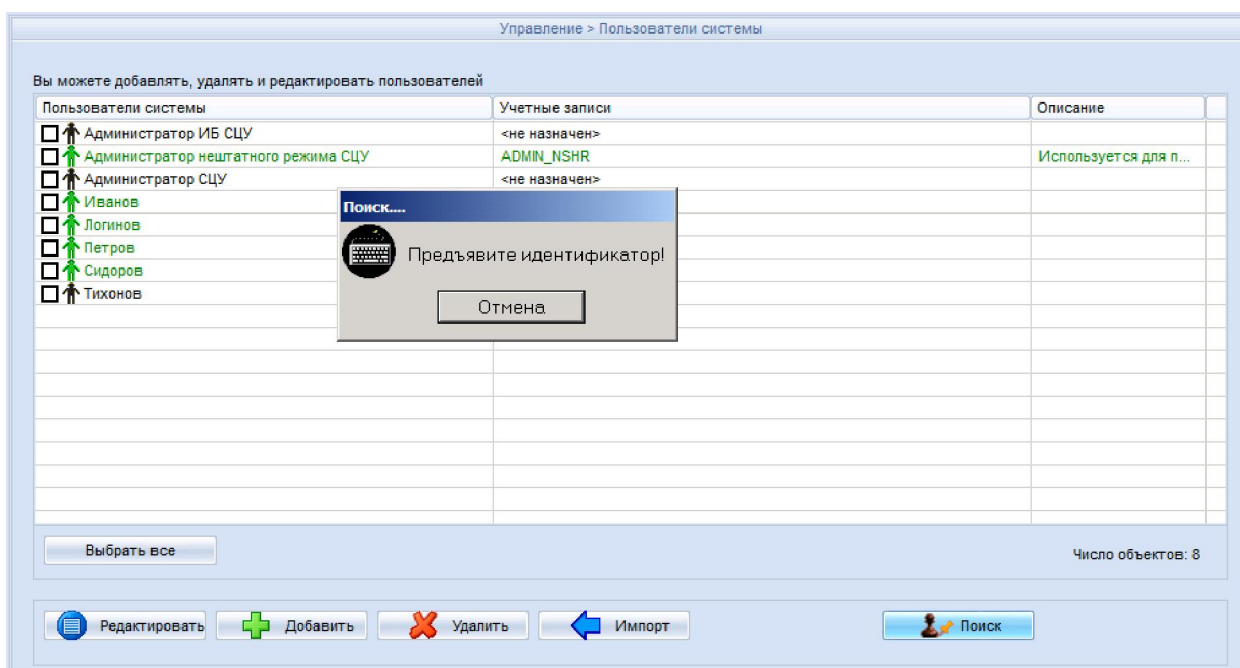 Управление > Пользователи системы
Вы можете добавлять, удалять и редактировать пользователей
Пользователи системы Учетные записи Описание
Администратор ИБ СЦУ <не назначен>
Администратор нештатного режима СЦУ ADMIN_NSHR Используется для п...
Администратор СЦУ <не назначен>
Иванов
Поиск....
Логинов
Петров
Предъявите идентификатор!
Сидоров
Тихонов
Отмена
Выбрать все Число объектов: 8
Редактировать Добавить Удалить Импорт Поиск